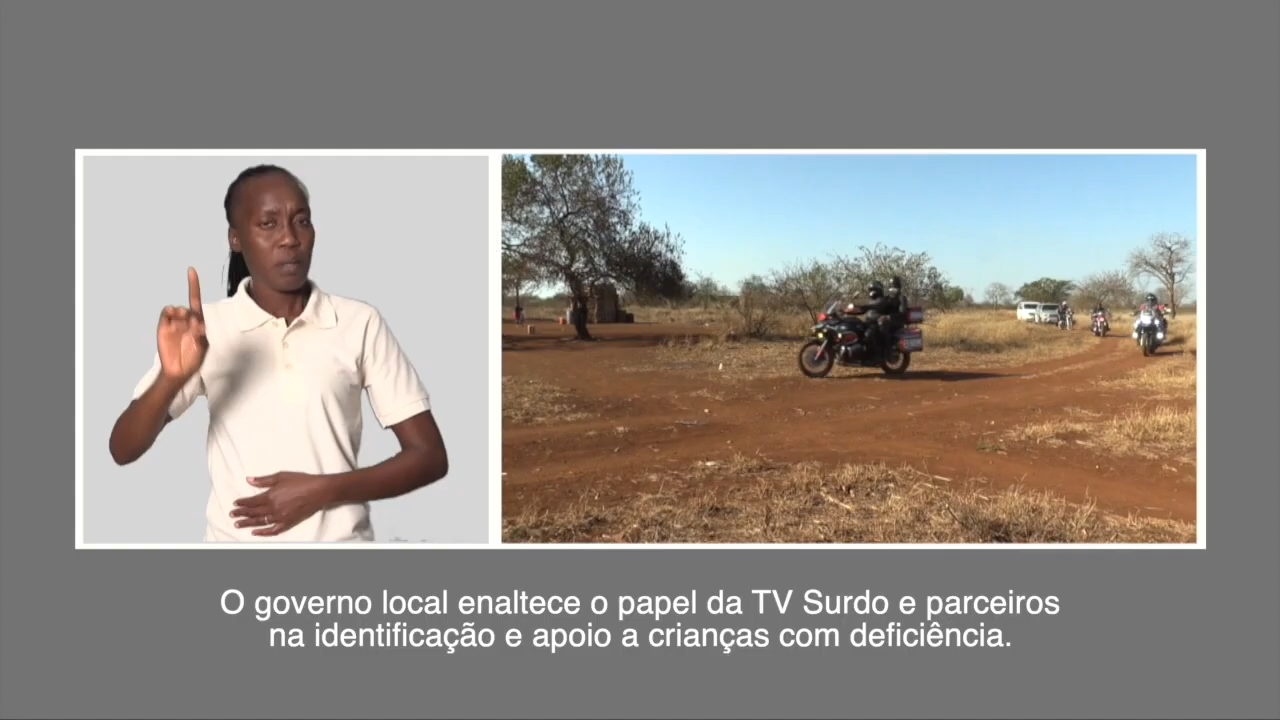 O governo local enaltece o papel da TV Surdo e parceiros
na identificação e apoio a crianças com deficiência.